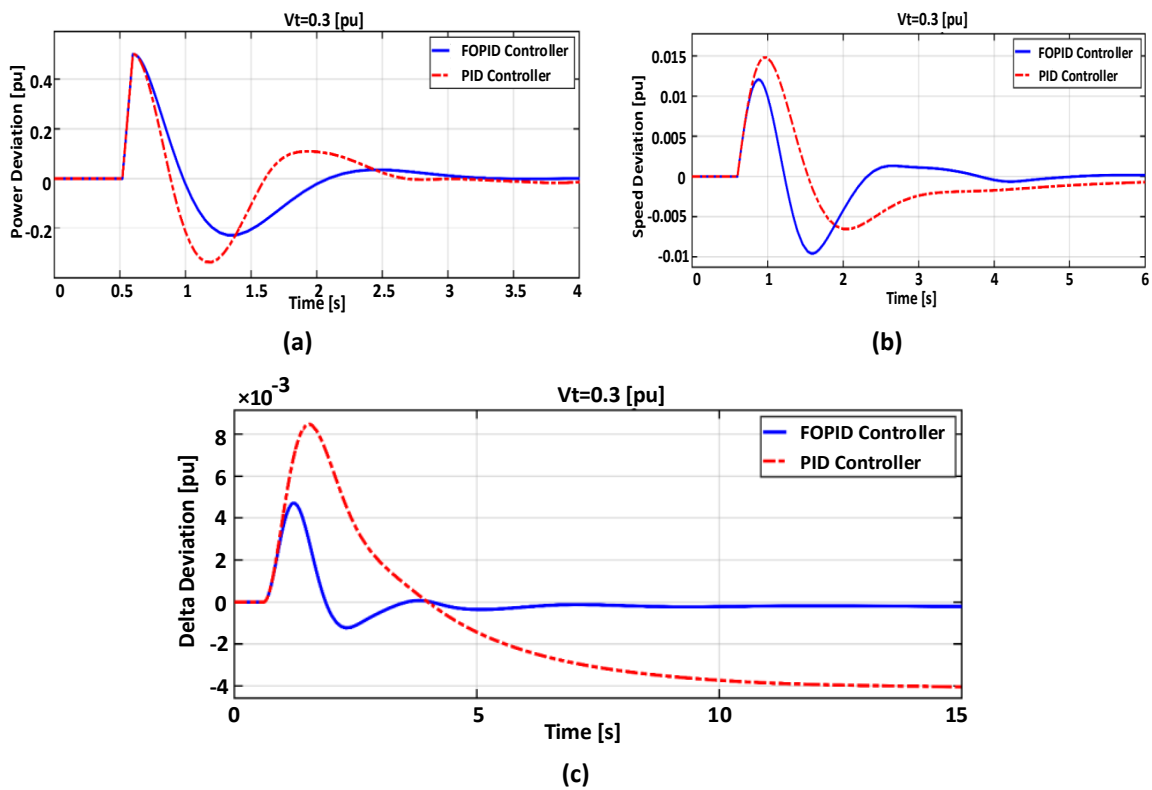 Vt=0.3 [pu]
FOPID Controller
PID Controller
Power Deviation [pu]
0.4
0.2
0
-0.2
0 0.5 1 1.5 2 2.5 3 3.5 4
Time [s]
(a)
Vt=0.3 [pu]
FOPID Controller
PID Controller
Speed Deviation [pu]
0.015
0.01
0.005
0
-0.005
-0.01
0 1 2 3 4 5 6
Time [s]
(b)
×10-3
Vt=0.3 [pu]
FOPID Controller
PID Controller
Delta Deviation [pu]
8
6
4
2
0
-2
-4
0 5 10 15
Time [s]
(c)